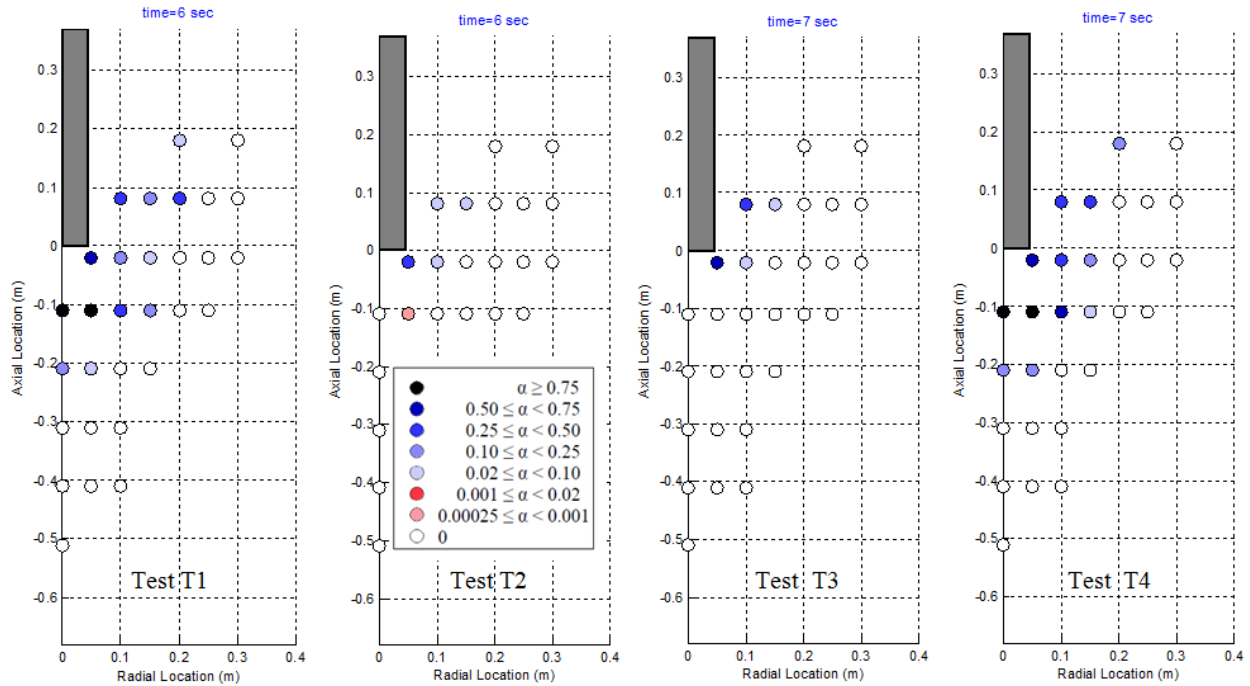 time=6 sec
0.3
0.2
0.1
0
-0.1
-0.2
-0.3
-0.4
-0.5
-0.6
Axial Location (m)
Test T1
0 0.1 0.2 0.3 0.4
Radial Location (m)
time=6 sec
0.3
0.2
0.1
0
-0.1
-0.2
-0.3
-0.4
-0.5
-0.6
Axial Location (m)
α ≥ 0.75
0.50 ≤ α < 0.75
0.25 ≤ α < 0.50
0.10 ≤ α < 0.25
0.02 ≤ α < 0.10
0.001 ≤ α < 0.02
0.00025 ≤ α < 0.001
0
Test T2
0 0.1 0.2 0.3 0.4
Radial Location (m)
time=7 sec
0.3
0.2
0.1
0
-0.1
-0.2
-0.3
-0.4
-0.5
-0.6
Axial Location (m)
Test T3
0 0.1 0.2 0.3 0.4
Radial Location (m)
time=7 sec
0.3
0.2
0.1
0
-0.1
-0.2
-0.3
-0.4
-0.5
-0.6
Axial Location (m)
Test T4
0 0.1 0.2 0.3 0.4
Radial Location (m)